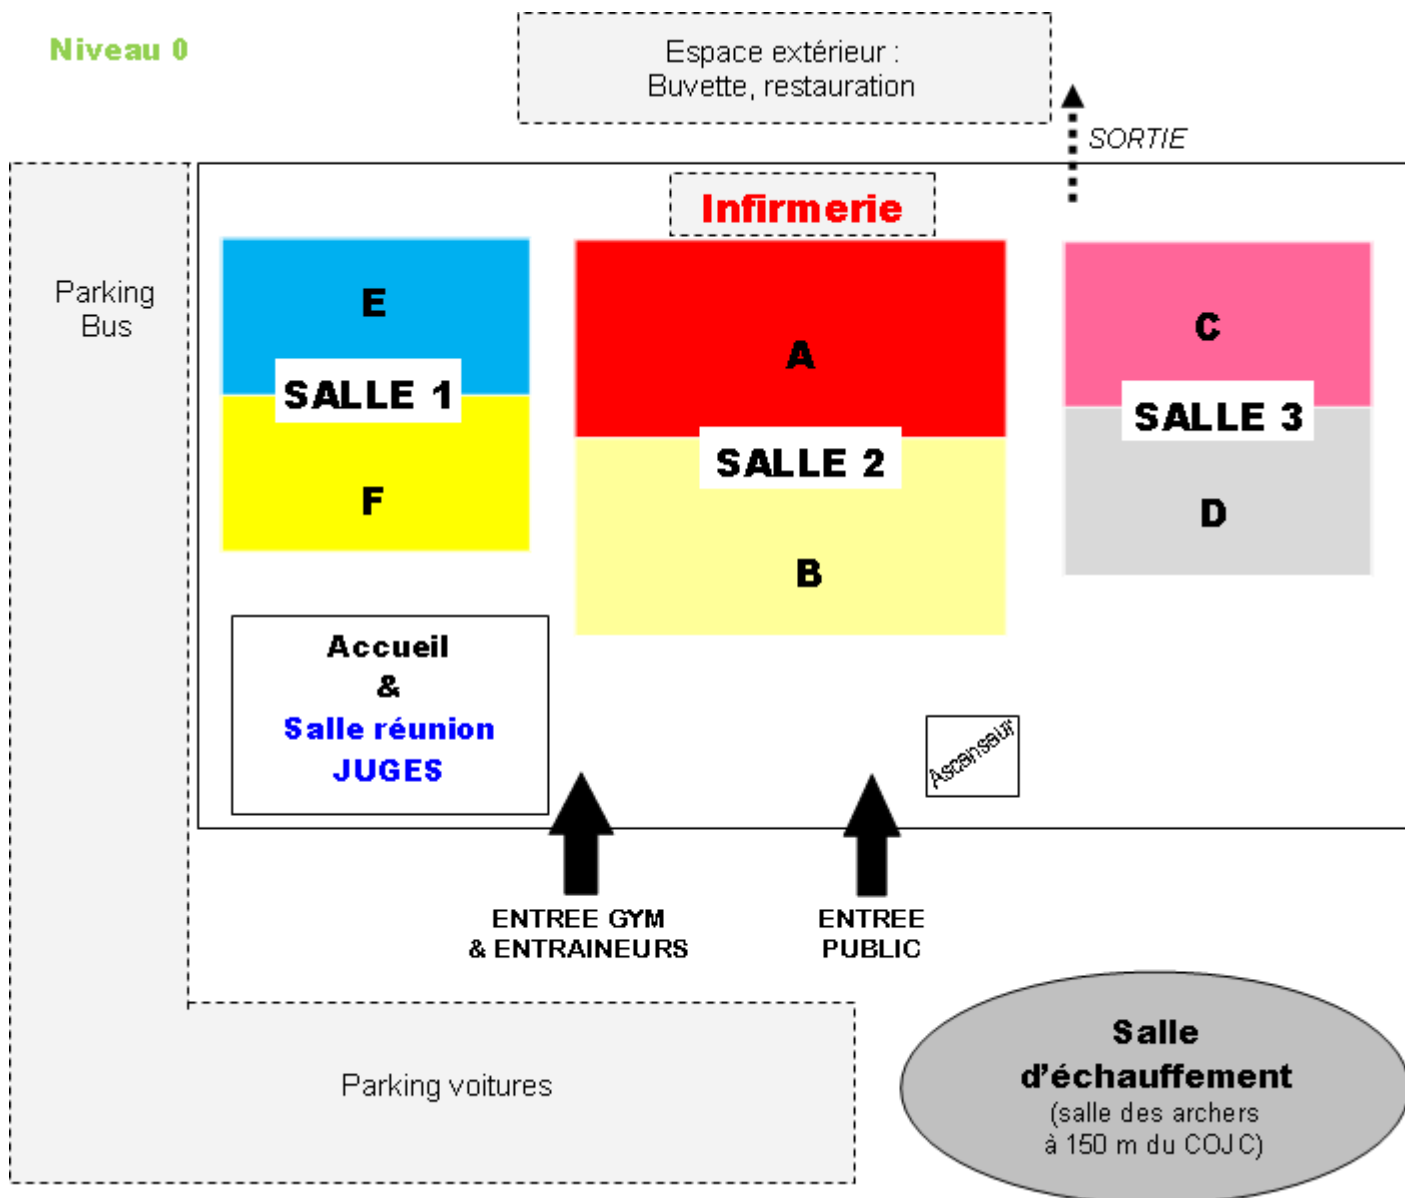 Niveau 0
Espace extérieur :
Buvette, restauration
SORTIE
Infirmerie
Parking
Bus
E
A
C
SALLE 1
SALLE 2
SALLE 3
F
B
D
Accueil
&
Salle réunion
JUGES
Ascanseur
ENTREE GYM
& ENTRAINEURS
ENTREE
PUBLIC
Salle
d'échauffement
(salle des archers
à 150 m du COJC)
Parking voitures